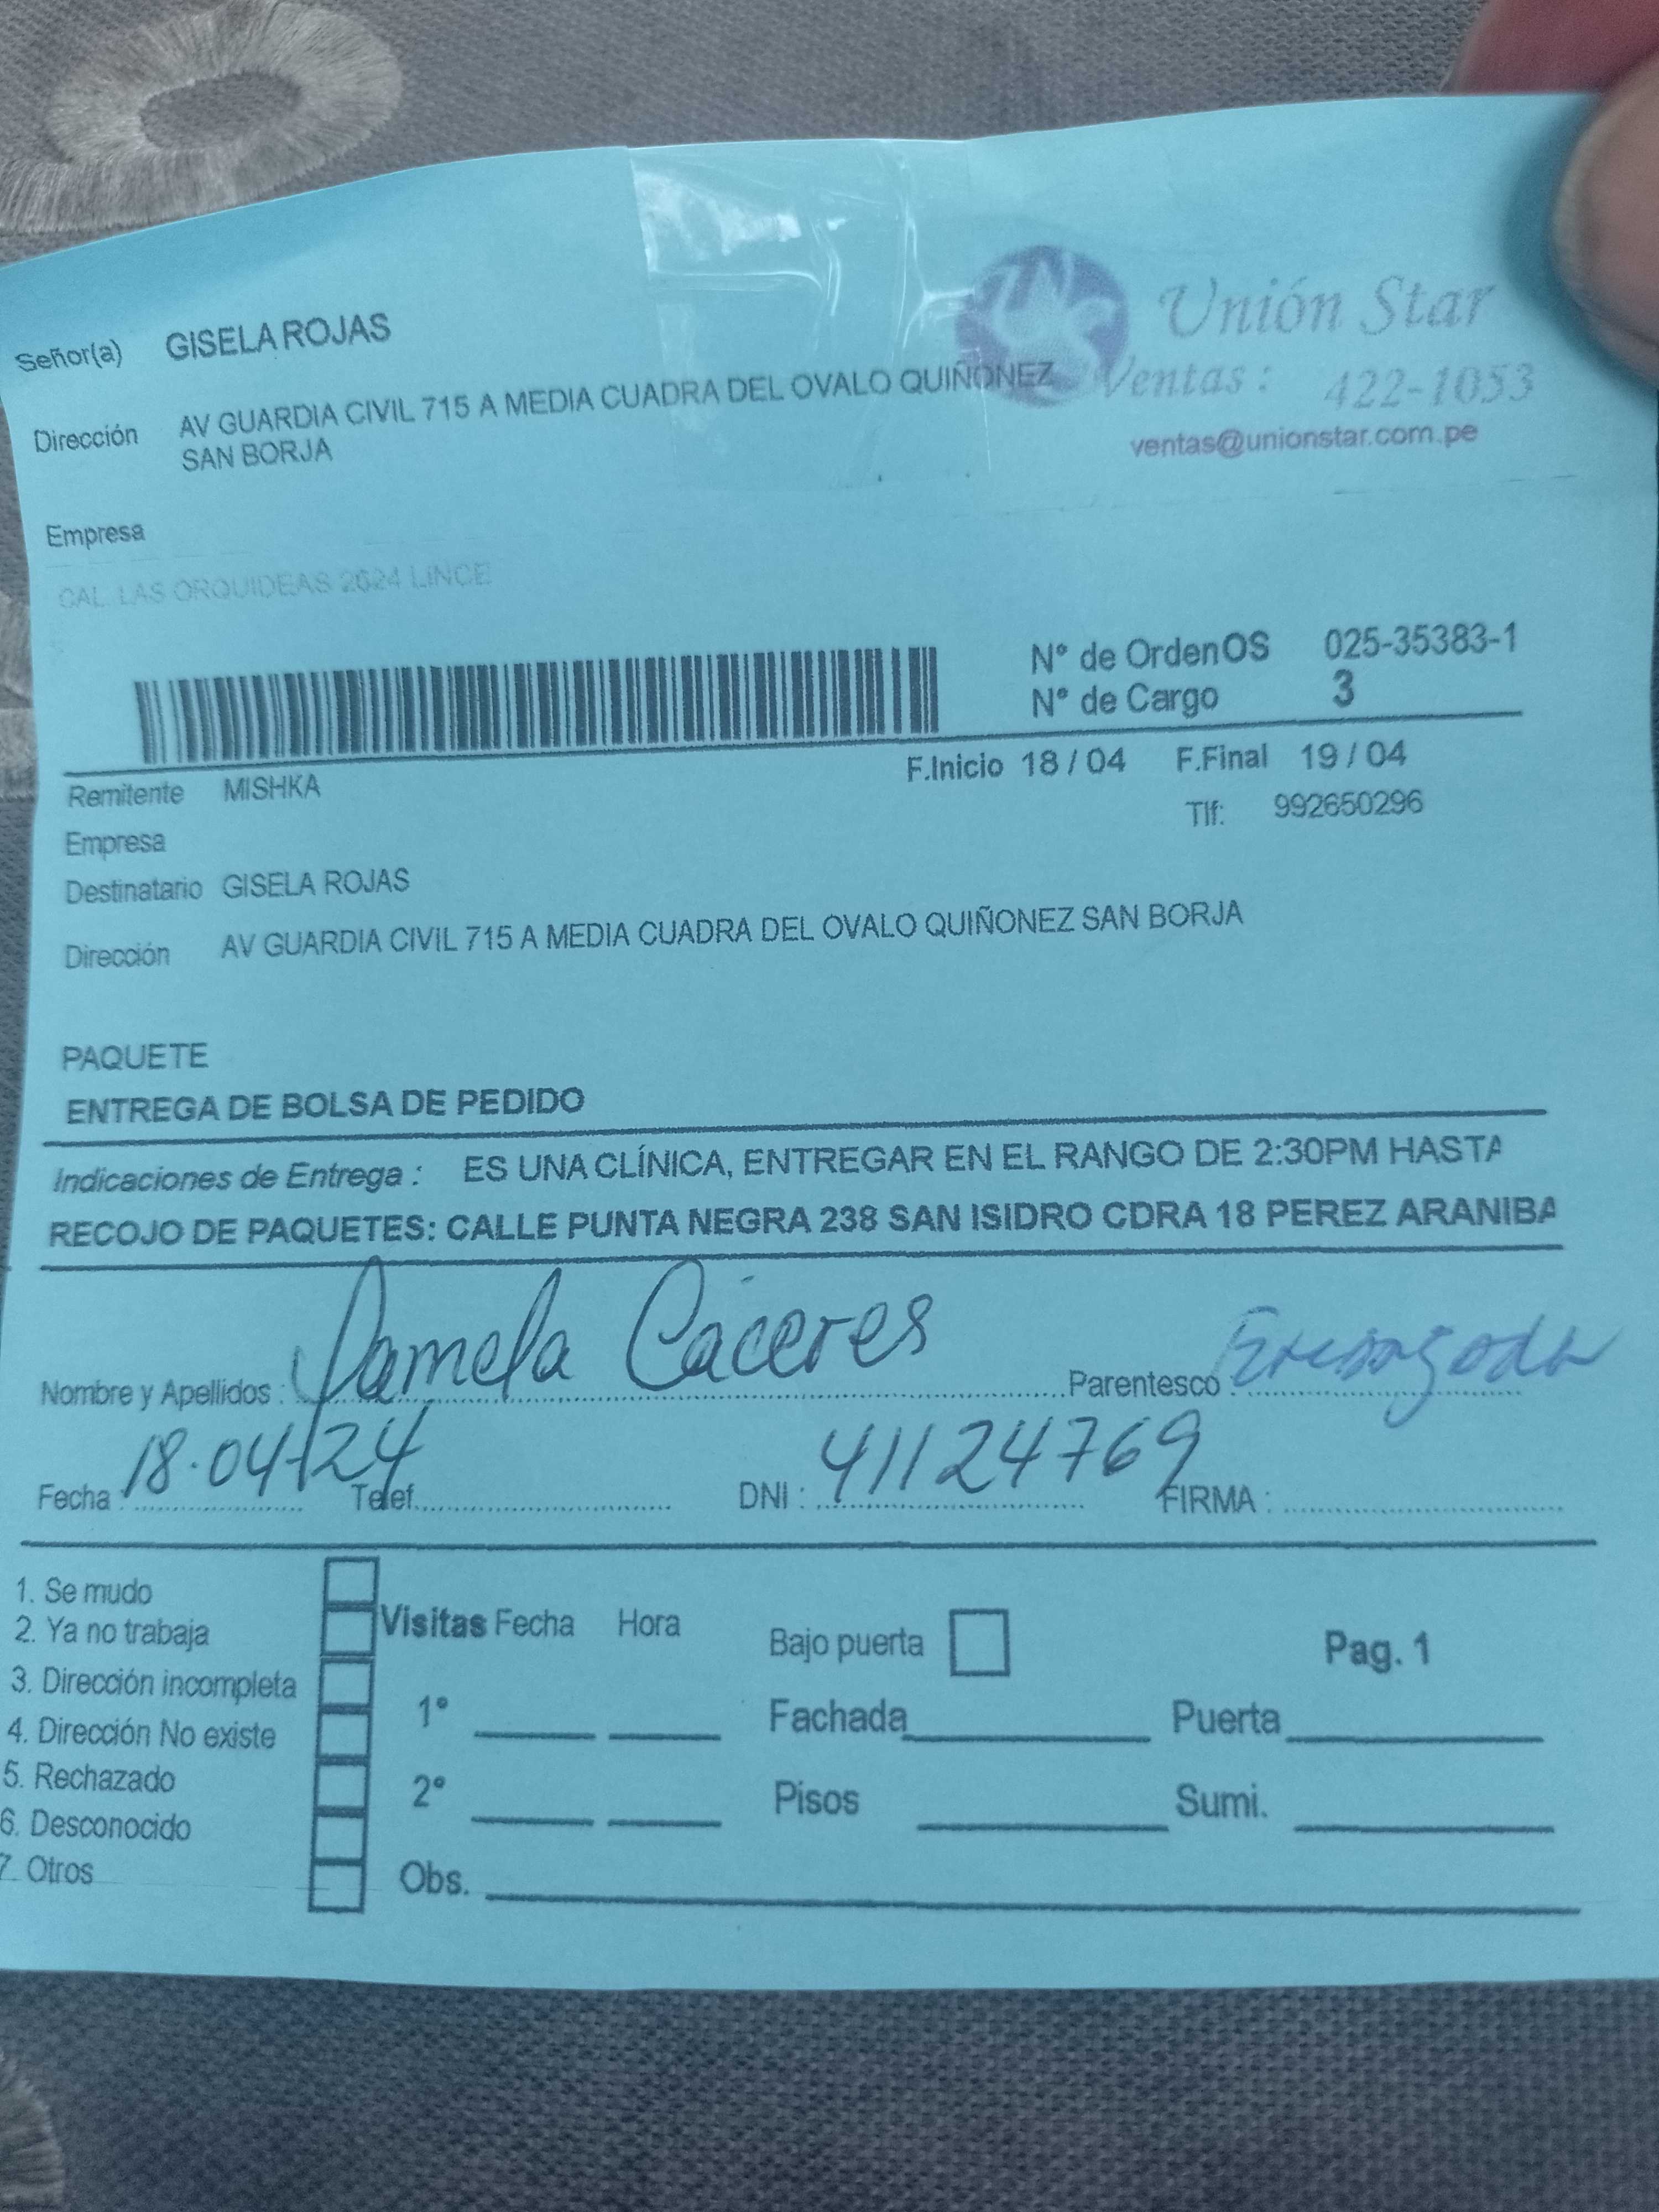 Unión Star
Ventas : 422-1053
ventas@unionstar.com.pe
Señor(a) GISELA ROJAS
Dirección AV GUARDIA CIVIL 715 A MEDIA CUADRA DEL OVALO QUIÑONEZ
SAN BORJA
Empresa
CAL. LAS ORQUIDEAS 2624 LINCE
N° de OrdenOS 025-35383-1
N° de Cargo 3
F.Inicio 18 / 04 F.Final 19 / 04
Remitente MISHKA
Tlf: 992650296
Empresa
Destinatario GISELA ROJAS
Dirección AV GUARDIA CIVIL 715 A MEDIA CUADRA DEL OVALO QUIÑONEZ SAN BORJA
PAQUETE
ENTREGA DE BOLSA DE PEDIDO
Indicaciones de Entrega : ES UNA CLÍNICA, ENTREGAR EN EL RANGO DE 2:30PM HASTA
RECOJO DE PAQUETES: CALLE PUNTA NEGRA 238 SAN ISIDRO CDRA 18 PEREZ ARANIBA
Nombre y Apellidos : Pamela Cáceres Parentesco :
Fecha : 18.04-24 Telef. DNI : 41124769 FIRMA :
1. Se mudo
2. Ya no trabaja
3. Dirección incompleta
4. Dirección No existe
5. Rechazado
6. Desconocido
7. Otros
Visitas Fecha Hora
1°
2°
Obs.
Bajo puerta
Pag. 1
Fachada Puerta
Pisos Sumi.